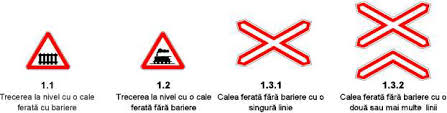 1.1
Trecerea la nivel cu o cale
ferată cu bariere
1.2
Trecerea la nivel cu o cale
ferată fără bariere
1.3.1
Calea ferată fără bariere cu o
singură linie
1.3.2
Calea ferată fără bariere cu o
două sau mai multe linii